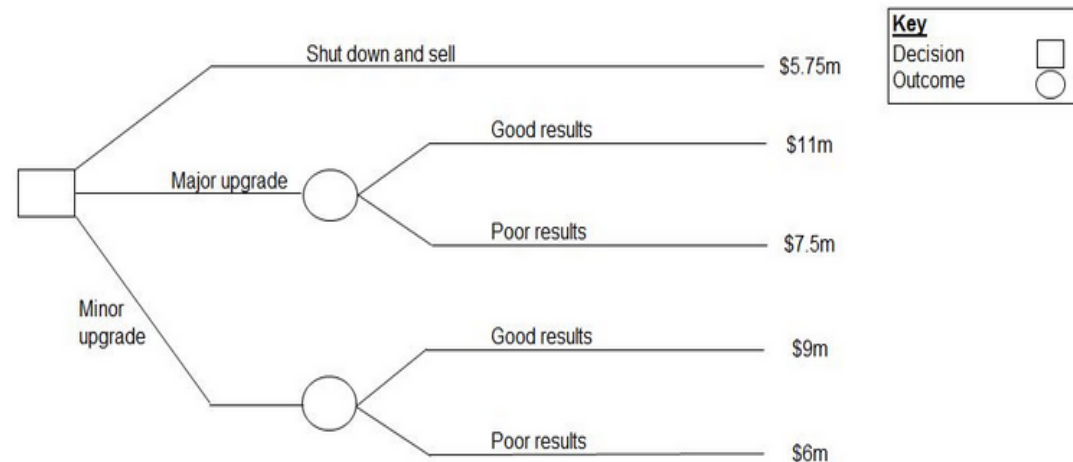 Shut down and sell
$5.75m
Key
Decision
Outcome
Good results
$11m
Major upgrade
Poor results
$7.5m
Minor
upgrade
Good results
$9m
Poor results
$6m